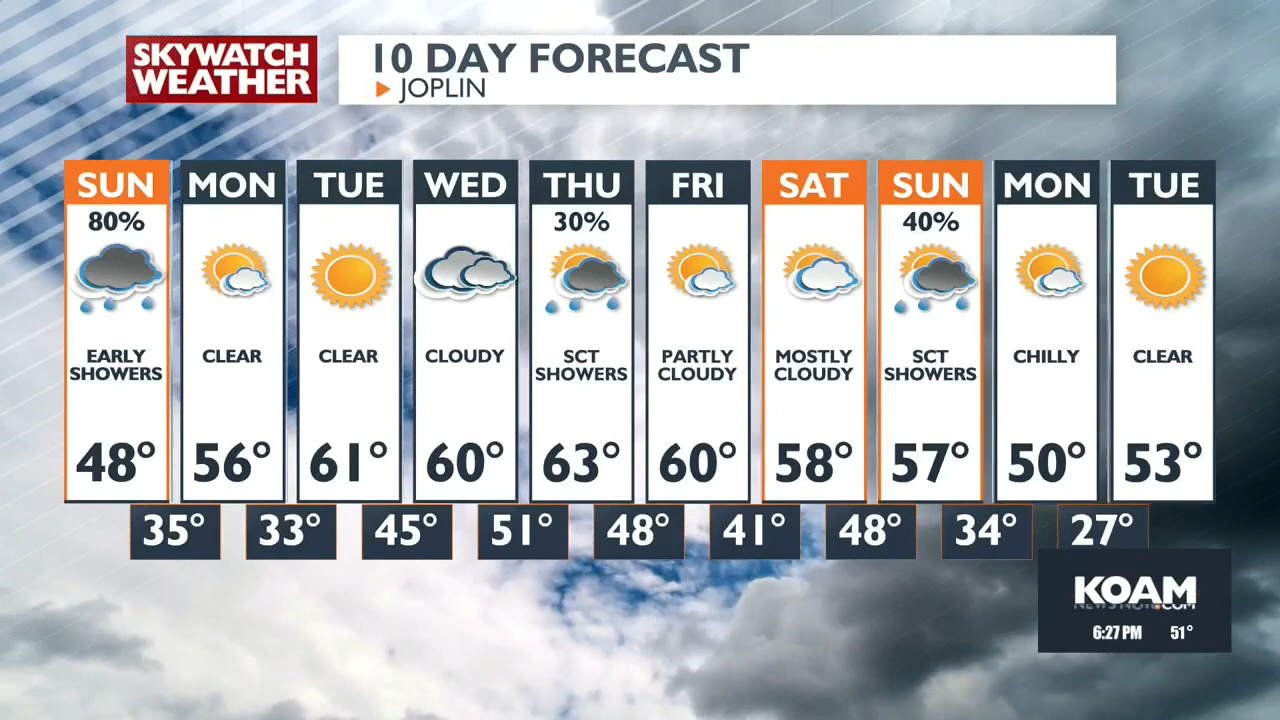 SKYWATCH
WEATHER
10 DAY FORECAST
JOPLIN
SUN MON TUE WED THU FRI SAT SUN MON TUE
80% 30% 40%
EARLY SHOWERS CLEAR CLEAR CLOUDY SCT SHOWERS PARTLY CLOUDY MOSTLY CLOUDY SCT SHOWERS CHILLY CLEAR
48° 56° 61° 60° 63° 60° 58° 57° 50° 53°
35° 33° 45° 51° 48° 41° 48° 34° 27°
KOAM
NEWSNOW.COM
6:27 PM 51°